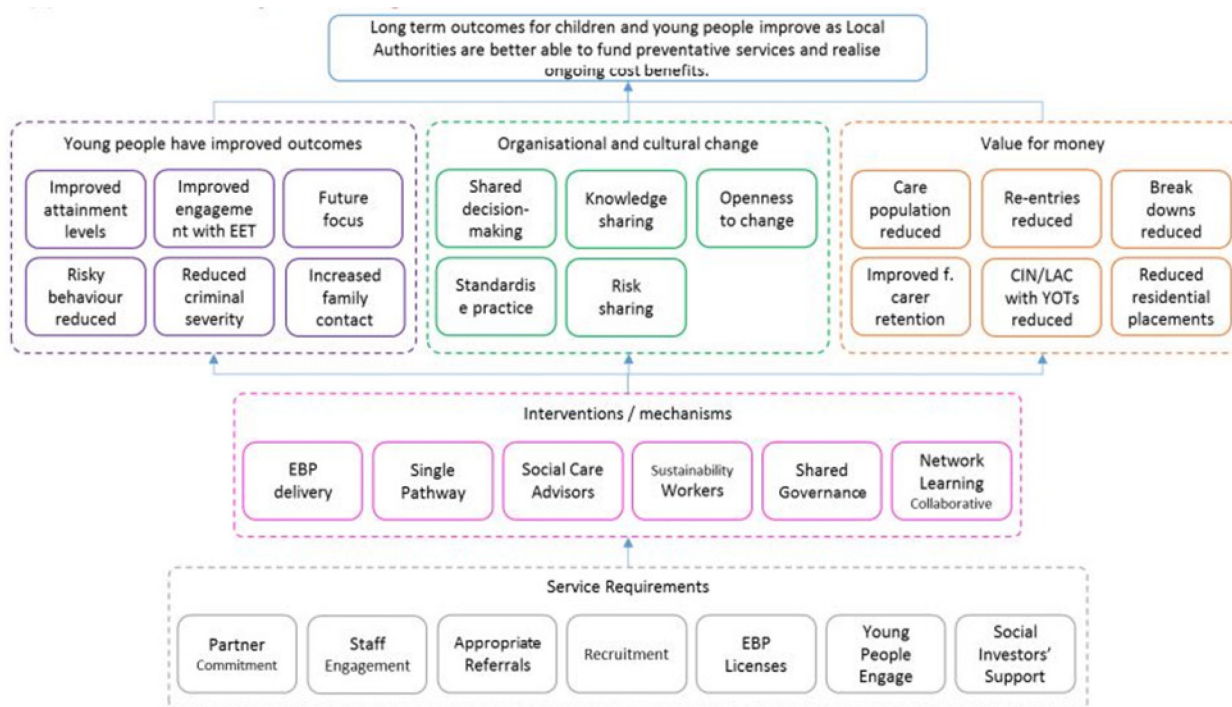 Long term outcomes for children and young people improve as Local
Authorities are better able to fund preventative services and realise
ongoing cost benefits.
Young people have improved outcomes
Improved
attainment
levels
Improved
engageme
nt with EET
Future
focus
Risky
behaviour
reduced
Reduced
criminal
severity
Increased
family
contact
Organisational and cultural change
Shared
decision-
making
Knowledge
sharing
Openness
to change
Standardis
e practice
Risk
sharing
Value for money
Care
population
reduced
Re-entries
reduced
Break
downs
reduced
Improved f.
carer
retention
CIN/LAC
with YOTs
reduced
Reduced
residential
placements
Interventions / mechanisms
EBP
delivery
Single
Pathway
Social Care
Advisors
Sustainability
Workers
Shared
Governance
Network
Learning
Collaborative
Service Requirements
Partner
Commitment
Staff
Engagement
Appropriate
Referrals
Recruitment
EBP
Licenses
Young
People
Engage
Social
Investors'
Support